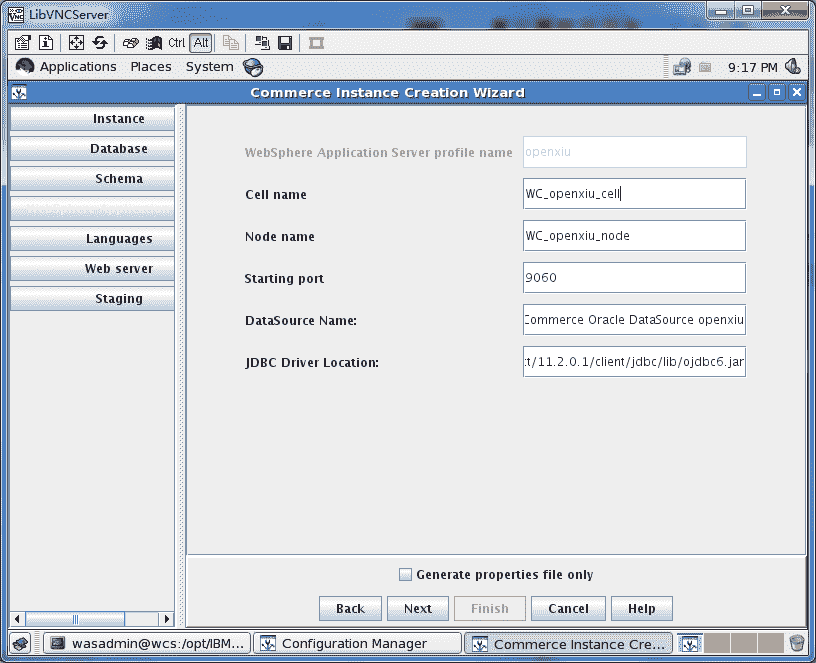 LibVNCServer
Ctrl Alt
Applications Places System 9:17 PM
Commerce Instance Creation Wizard
Instance
Database
Schema
Languages
Web server
Staging
WebSphere Application Server profile name openxiu
Cell name WC_openxiu_cell
Node name WC_openxiu_node
Starting port 9060
DataSource Name: Commerce Oracle DataSource openxiu
JDBC Driver Location: t/11.2.0.1/client/jdbc/lib/ojdbc6.jar
Generate properties file only
Back Next Finish Cancel Help
wasadmin@wcs:/opt/IBM... Configuration Manager Commerce Instance Cre...